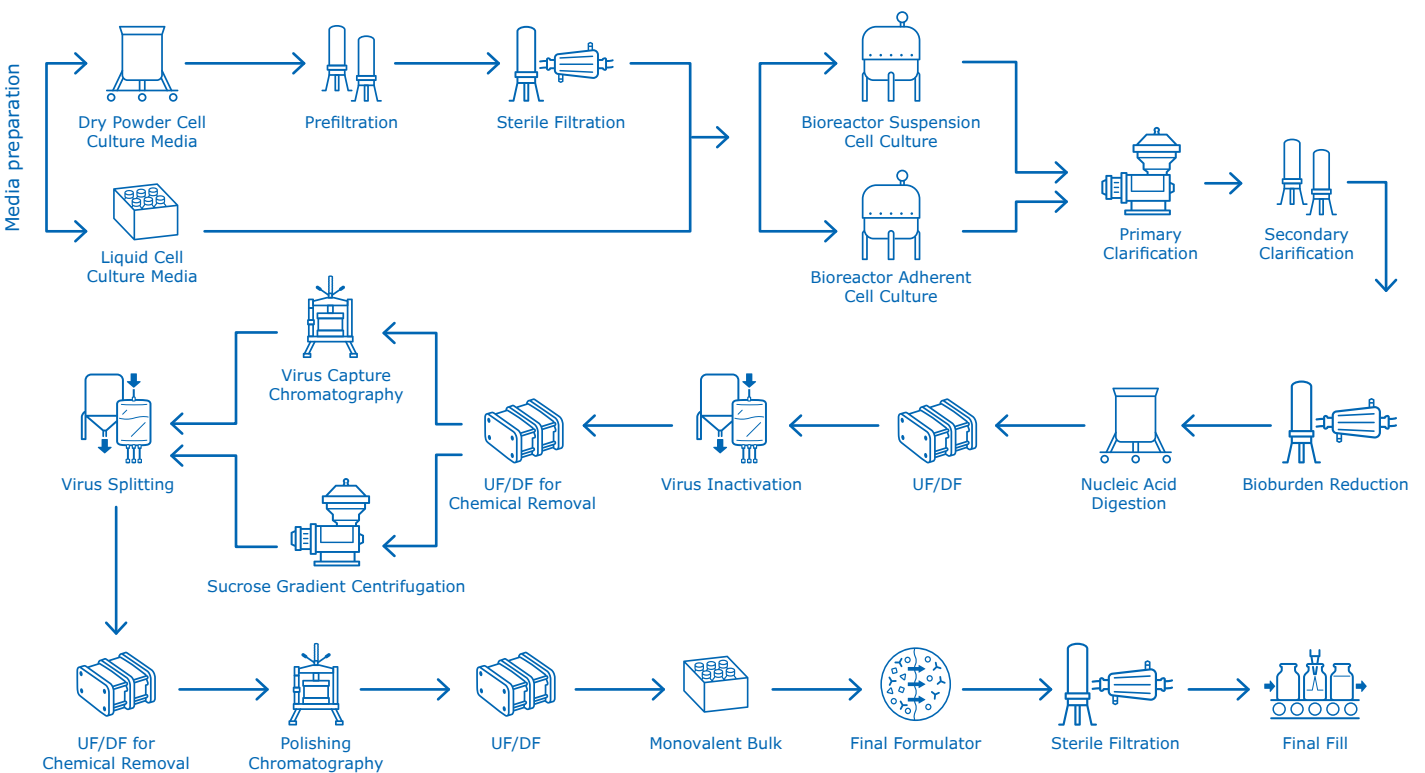 Media preparation
Dry Powder Cell
Culture Media
Prefiltration
Sterile Filtration
Liquid Cell
Culture Media
Bioreactor Suspension
Cell Culture
Bioreactor Adherent
Cell Culture
Primary
Clarification
Secondary
Clarification
Bioburden Reduction
Nucleic Acid
Digestion
UF/DF
Virus Inactivation
UF/DF for
Chemical Removal
Virus Capture
Chromatography
Sucrose Gradient Centrifugation
Virus Splitting
UF/DF for
Chemical Removal
Polishing
Chromatography
UF/DF
Monovalent Bulk
Final Formulator
Sterile Filtration
Final Fill